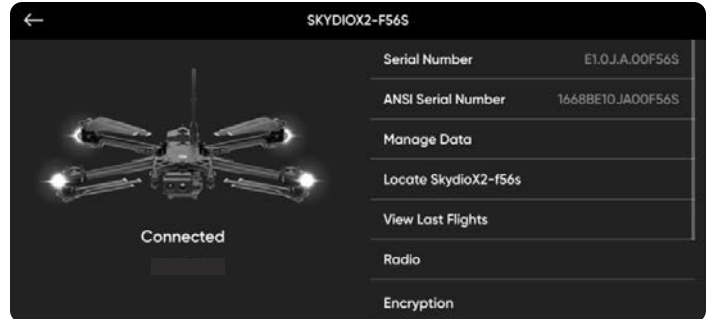 SKYDIOX2-F56S
Serial Number E1.0J.A.00F56S
ANSI Serial Number 1668BE10JA00F56S
Manage Data
Locate SkydioX2-f56s
View Last Flights
Connected
Radio
Encryption